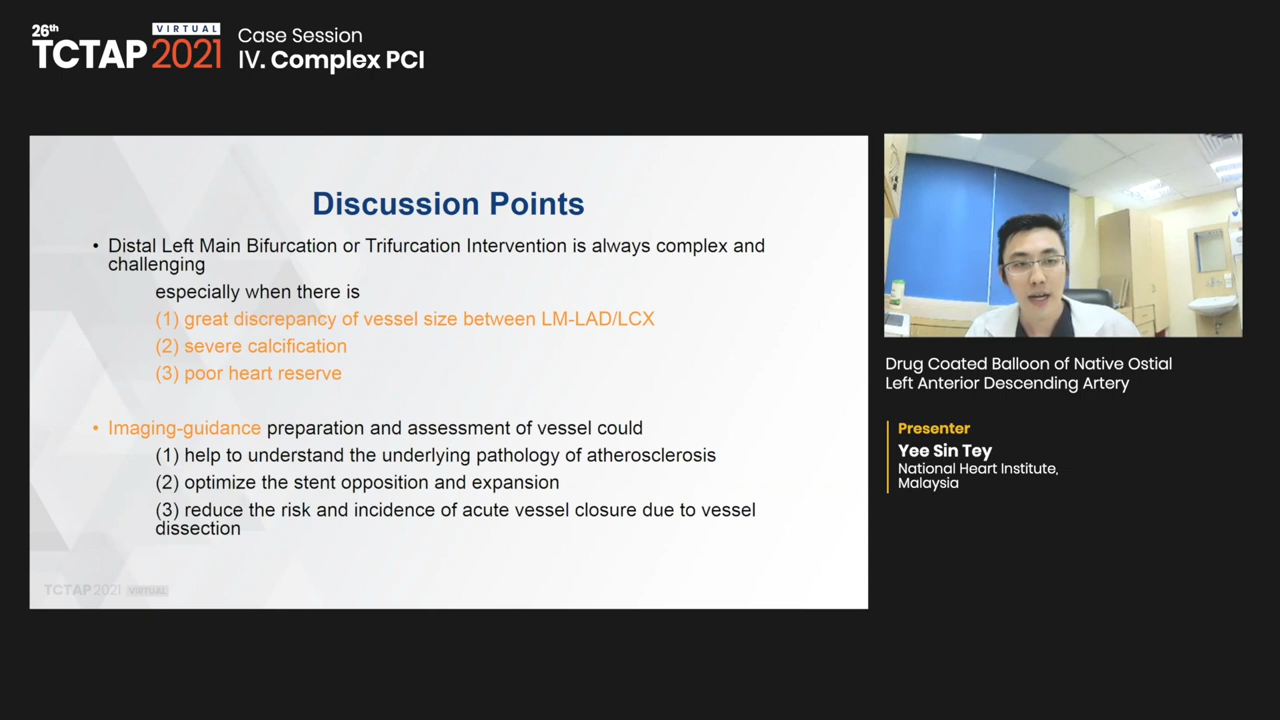 26th
VIRTUAL
TCTAP 2021
Case Session
IV. Complex PCI
Discussion Points
• Distal Left Main Bifurcation or Trifurcation Intervention is always complex and
challenging
especially when there is
(1) great discrepancy of vessel size between LM-LAD/LCX
(2) severe calcification
(3) poor heart reserve
• Imaging-guidance preparation and assessment of vessel could
(1) help to understand the underlying pathology of atherosclerosis
(2) optimize the stent opposition and expansion
(3) reduce the risk and incidence of acute vessel closure due to vessel
dissection
TCTAP 2021 VIRTUAL
Drug Coated Balloon of Native Ostial
Left Anterior Descending Artery
Presenter
Yee Sin Tey
National Heart Institute,
Malaysia